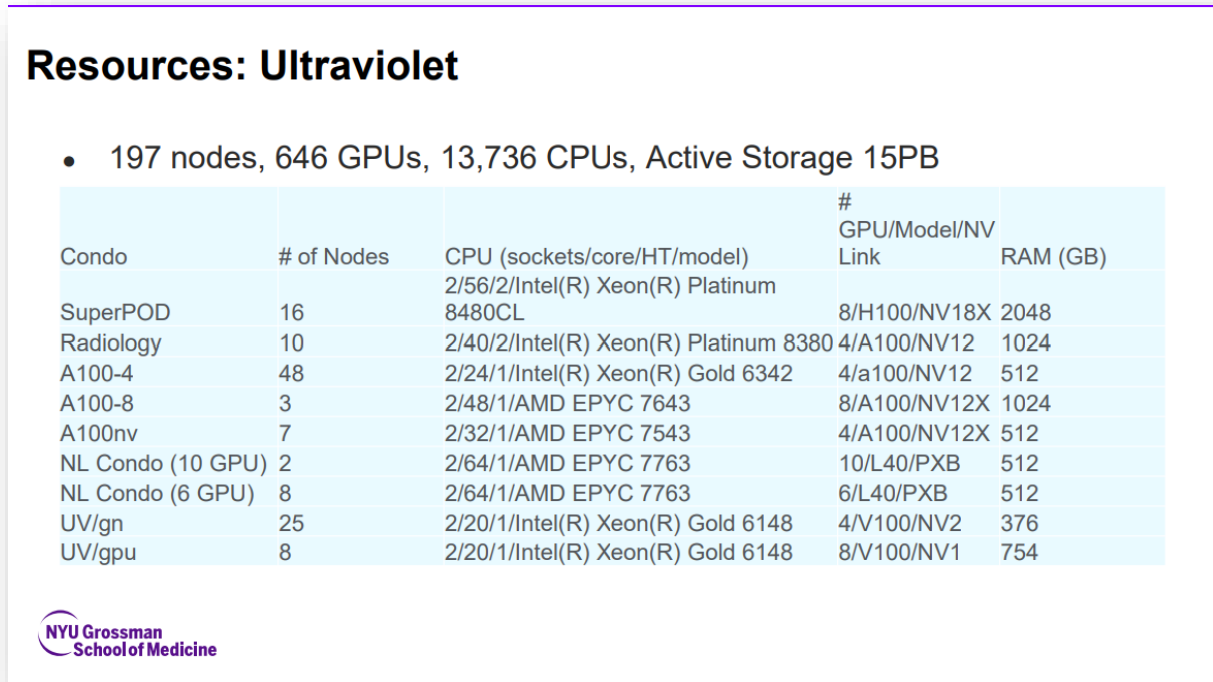 Resources: Ultraviolet
● 197 nodes, 646 GPUs, 13,736 CPUs, Active Storage 15PB
Condo # of Nodes CPU (sockets/core/HT/model) # GPU/Model/NV Link RAM (GB)
SuperPOD 16 2/56/2/Intel(R) Xeon(R) Platinum 8480CL 8/H100/NV18X 2048
Radiology 10 2/40/2/Intel(R) Xeon(R) Platinum 8380 4/A100/NV12 1024
A100-4 48 2/24/1/Intel(R) Xeon(R) Gold 6342 4/a100/NV12 512
A100-8 3 2/48/1/AMD EPYC 7643 8/A100/NV12X 1024
A100nv 7 2/32/1/AMD EPYC 7543 4/A100/NV12X 512
NL Condo (10 GPU) 2 2/64/1/AMD EPYC 7763 10/L40/PXB 512
NL Condo (6 GPU) 8 2/64/1/AMD EPYC 7763 6/L40/PXB 512
UV/gn 25 2/20/1/Intel(R) Xeon(R) Gold 6148 4/V100/NV2 376
UV/gpu 8 2/20/1/Intel(R) Xeon(R) Gold 6148 8/V100/NV1 754
NYU Grossman
School of Medicine